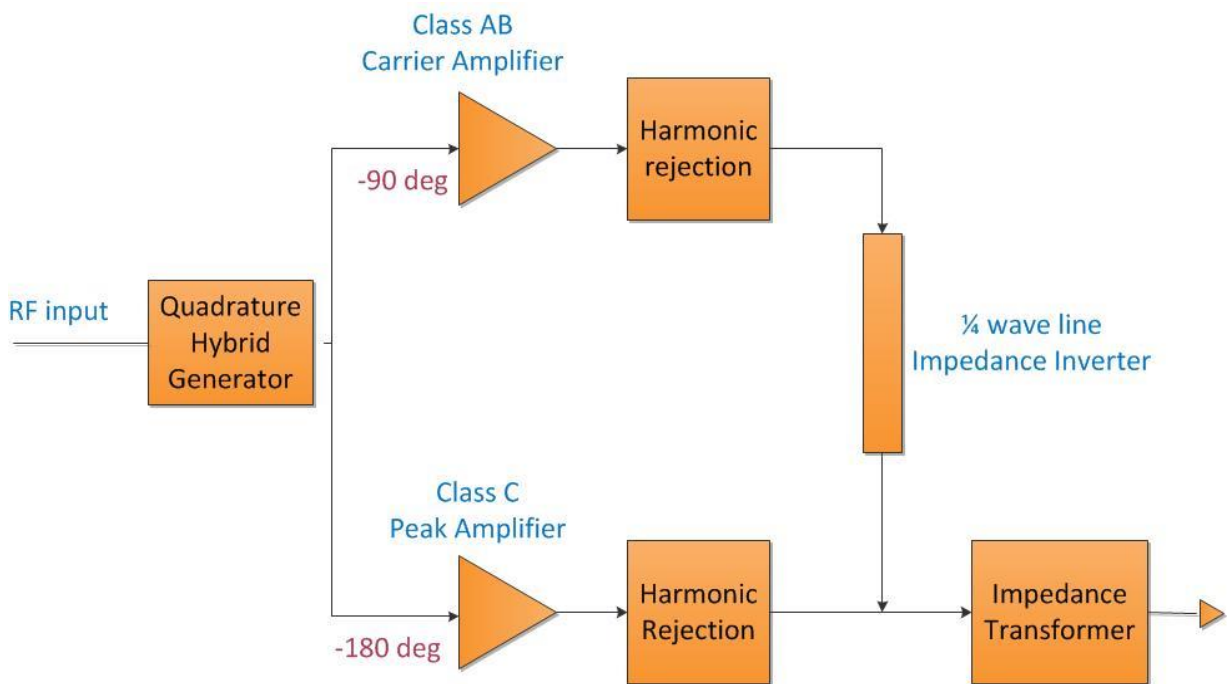 Class AB
Carrier Amplifier
Harmonic
rejection
-90 deg
RF input
Quadrature
Hybrid
Generator
¼ wave line
Impedance Inverter
Class C
Peak Amplifier
Harmonic
Rejection
Impedance
Transformer
-180 deg